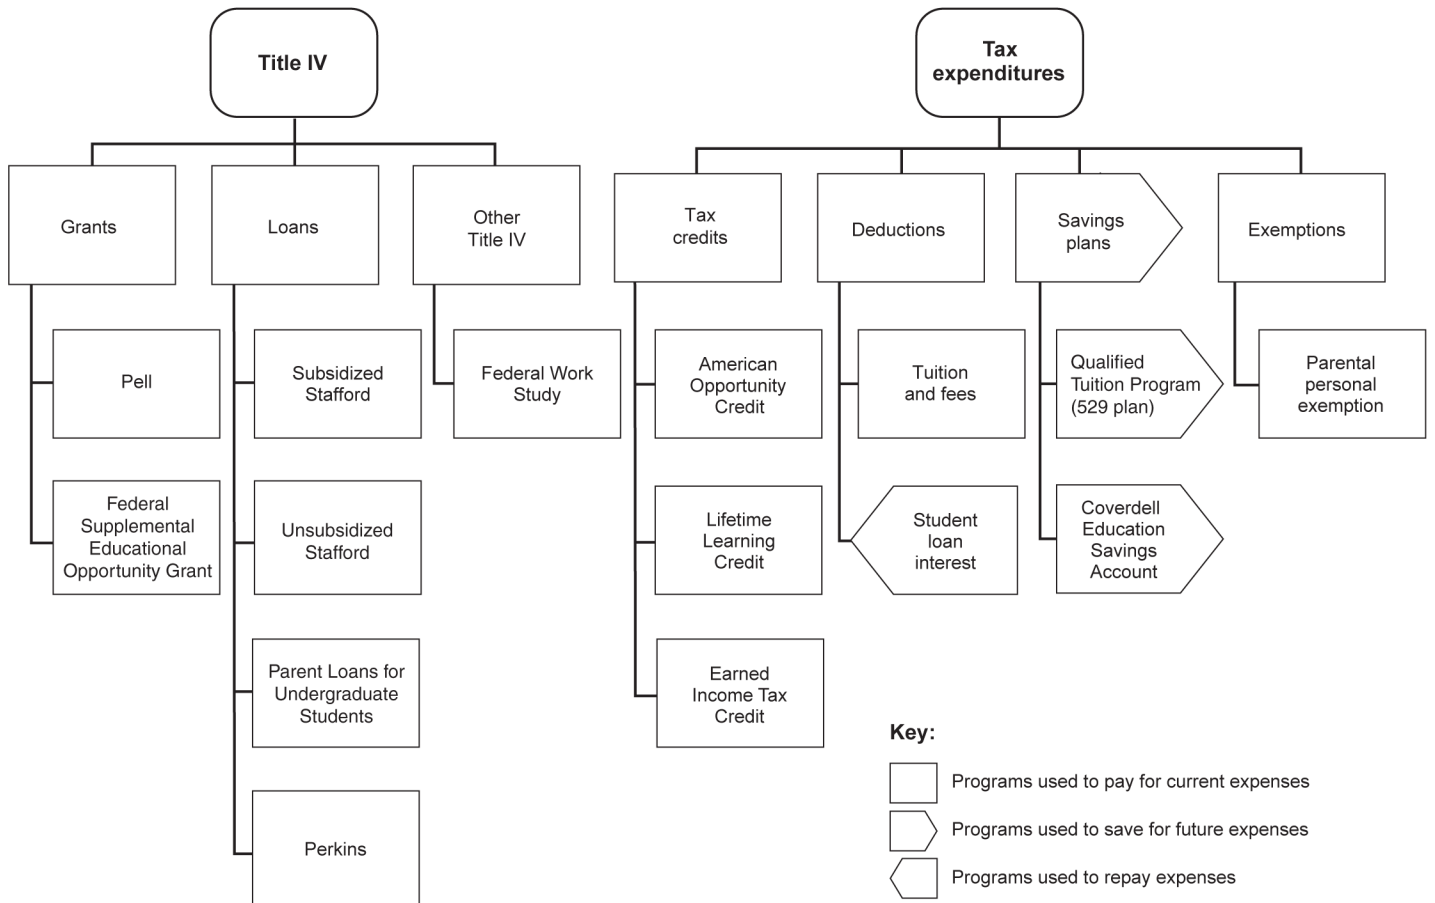 Title IV
Tax
expenditures
Grants
Loans
Other
Title IV
Tax
credits
Deductions
Savings
plans
Exemptions
Pell
Subsidized
Stafford
Federal Work
Study
American
Opportunity
Credit
Tuition
and fees
Qualified
Tuition Program
(529 plan)
Parental
personal
exemption
Federal
Supplemental
Educational
Opportunity Grant
Unsubsidized
Stafford
Lifetime
Learning
Credit
Student
loan
interest
Coverdell
Education
Savings
Account
Parent Loans for
Undergraduate
Students
Earned
Income Tax
Credit
Perkins
Key:
Programs used to pay for current expenses
Programs used to save for future expenses
Programs used to repay expenses